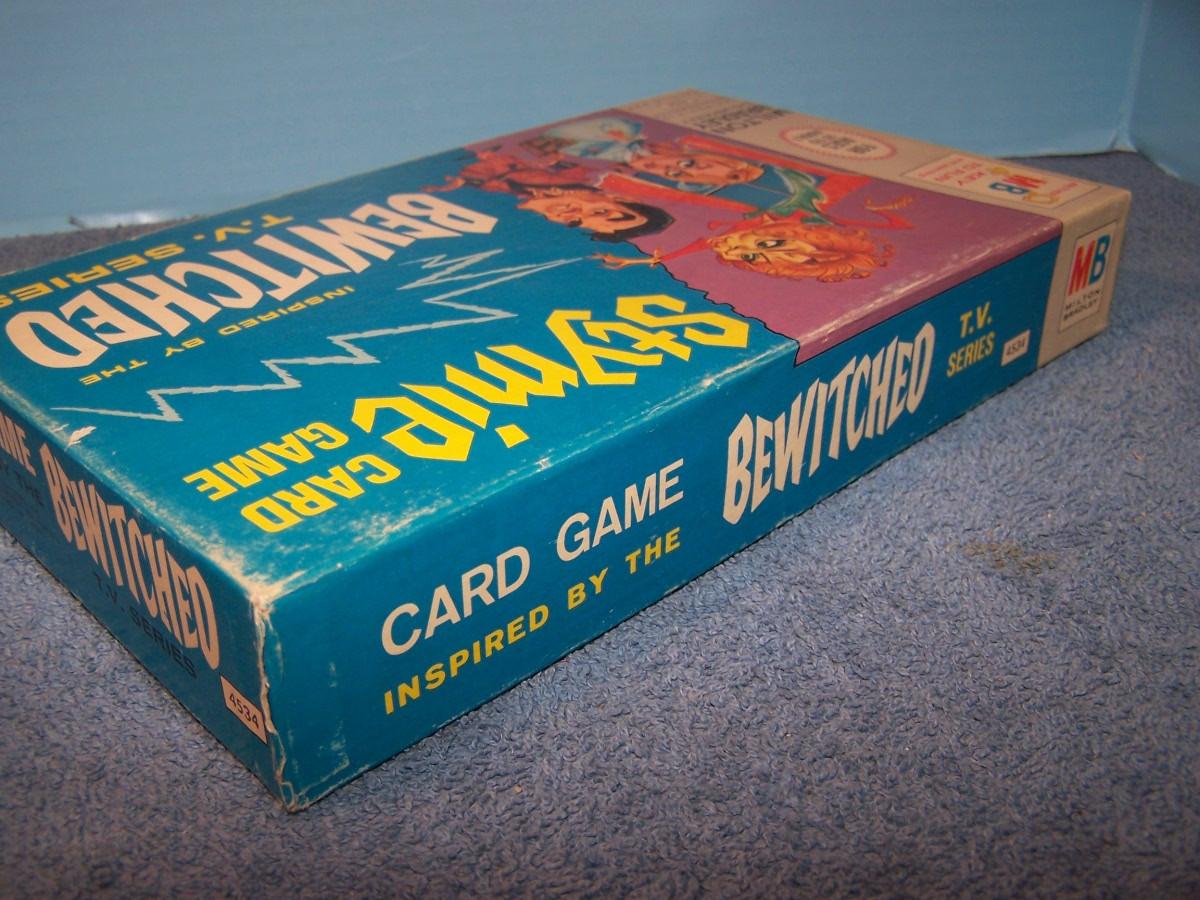 Stymie
CARD
GAME
INSPIRED BY THE
BEWITCHED
T.V. SERIES
MB
CARD GAME
INSPIRED BY THE
BEWITCHED
T.V.
SERIES
4534
MB
MILTON
BRADLEY
BEWITCHED
T.V. SERIES
4534